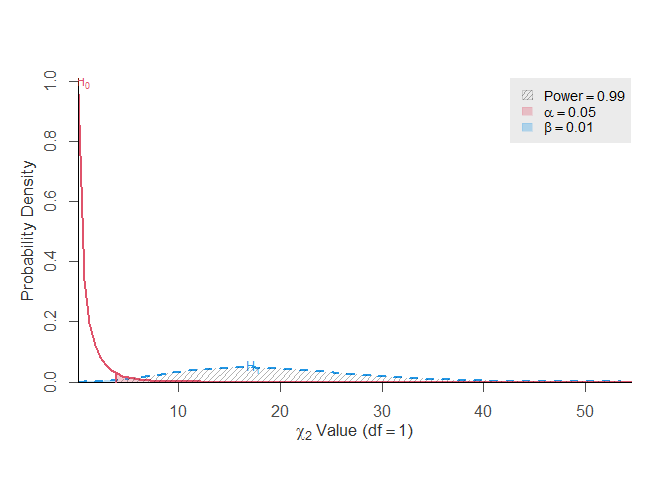 H₀
Power = 0.99
α = 0.05
β = 0.01
1.0
0.8
0.6
0.4
0.2
0.0
Probability Density
H₁
10
20
30
40
50
χ₂ Value (df = 1)